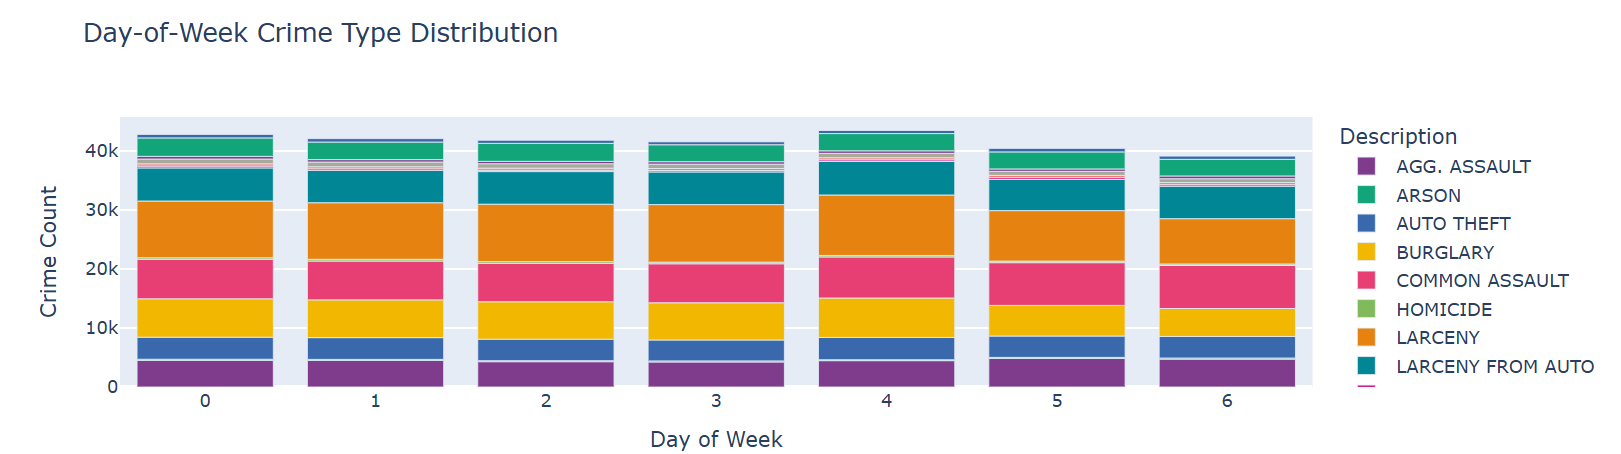 Day-of-Week Crime Type Distribution
Description
AGG. ASSAULT
ARSON
AUTO THEFT
BURGLARY
COMMON ASSAULT
HOMICIDE
LARCENY
LARCENY FROM AUTO
Crime Count
40k
30k
20k
10k
0
0 1 2 3 4 5 6
Day of Week